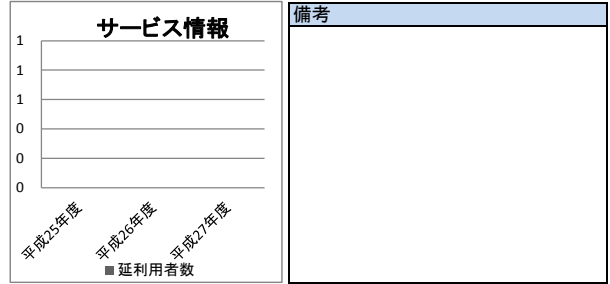 サービス情報
1
1
1
0
0
0
平成25年度
平成26年度
平成27年度
■延利用者数
備考